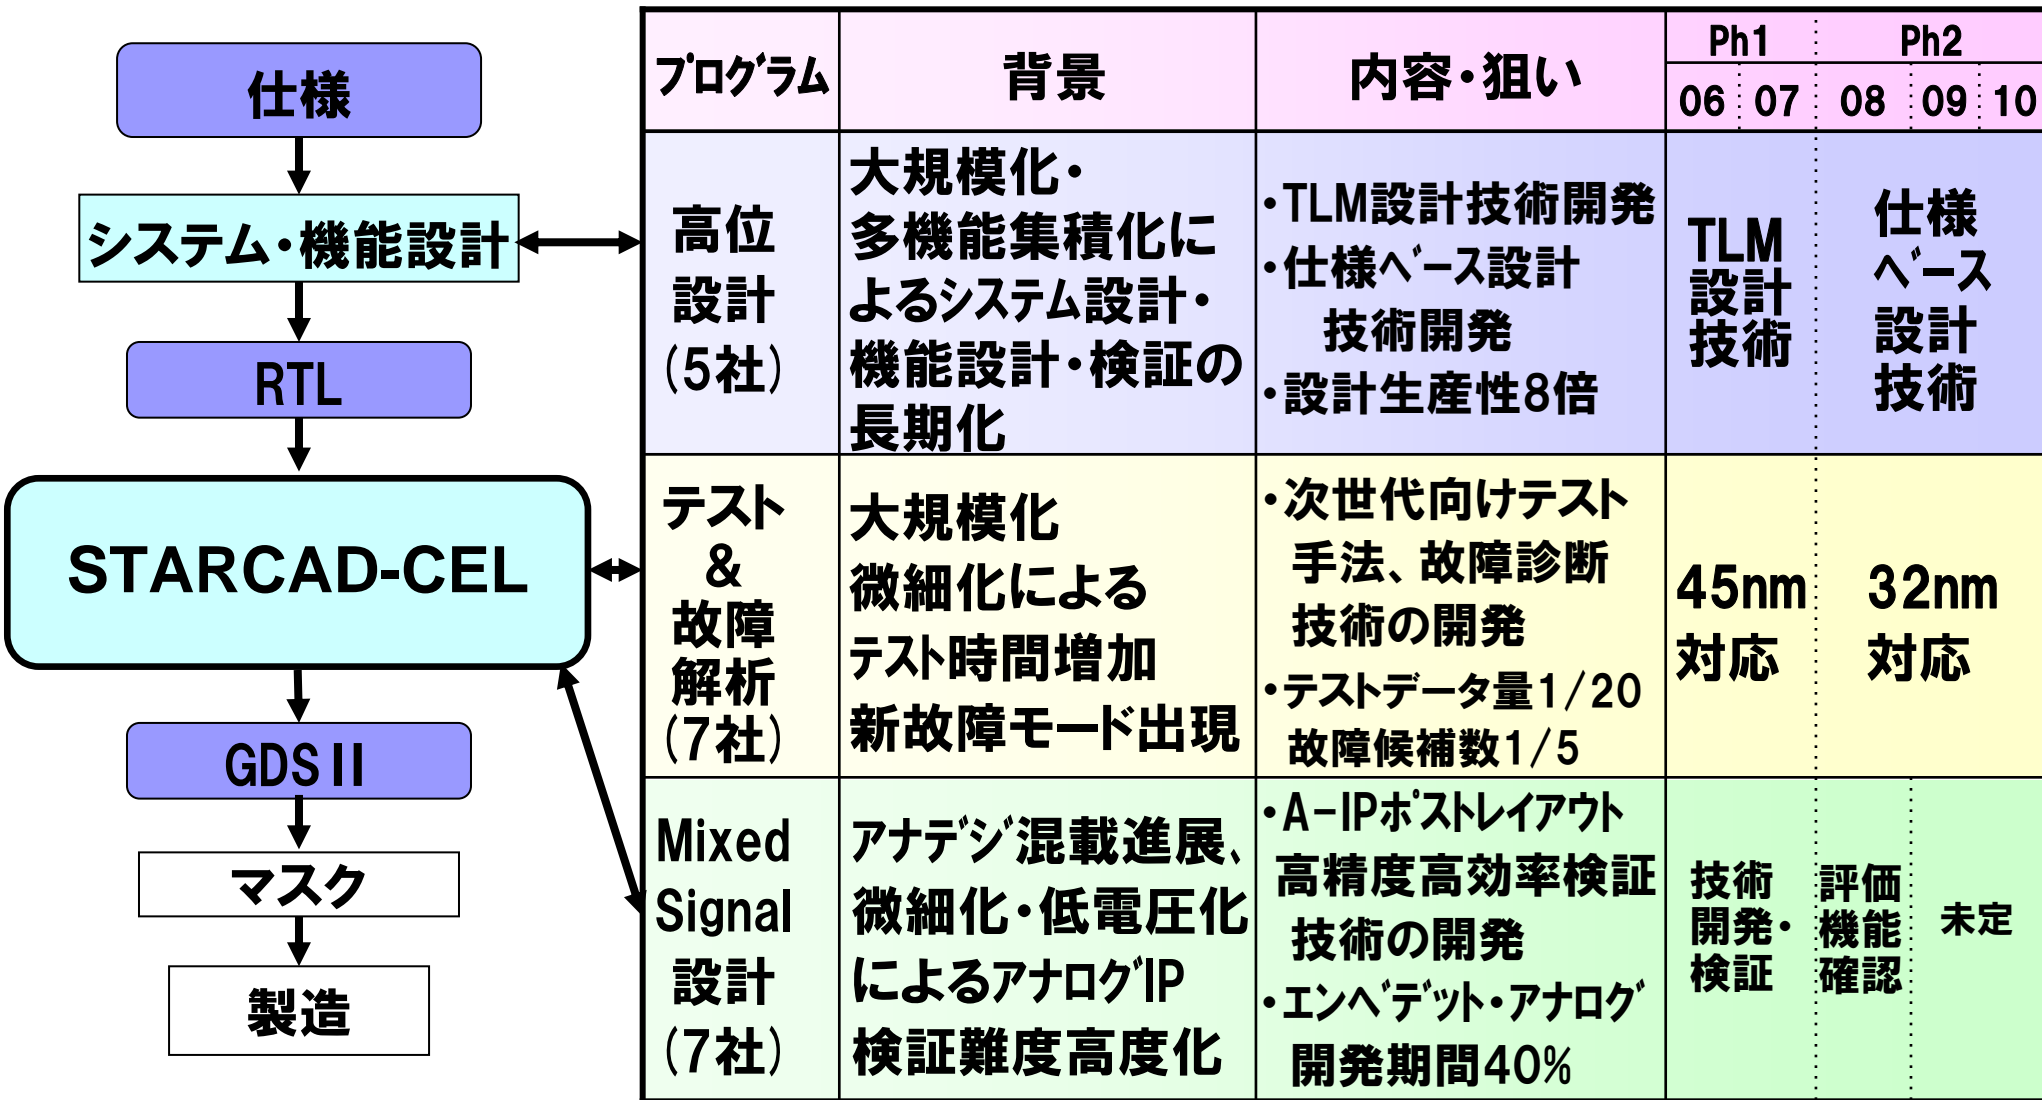 仕様
システム・機能設計
RTL
STARCAD-CEL
GDSⅡ
マスク
製造
プログラム
背景
内容・狙い
Ph1
Ph2
06
07
08
09
10
高位
設計
(5社)
大規模化・
多機能集積化に
よるシステム設計・
機能設計・検証の
長期化
・TLM設計技術開発
・仕様ベース設計
技術開発
・設計生産性8倍
TLM
設計
技術
仕様
ベース
設計
技術
テスト
&
故障
解析
(7社)
大規模化
微細化による
テスト時間増加
新故障モード出現
・次世代向けテスト
手法、故障診断
技術の開発
・テストデータ量1/20
故障候補数1/5
45nm
対応
32nm
対応
Mixed
Signal
設計
(7社)
アナデジ混載進展、
微細化・低電圧化
によるアナログIP
検証難度高度化
・A-IPポストレイアウト
高精度高効率検証
技術の開発
・エンベデット・アナログ
開発期間40%
技術
開発・
検証
評価
機能
確認
未定